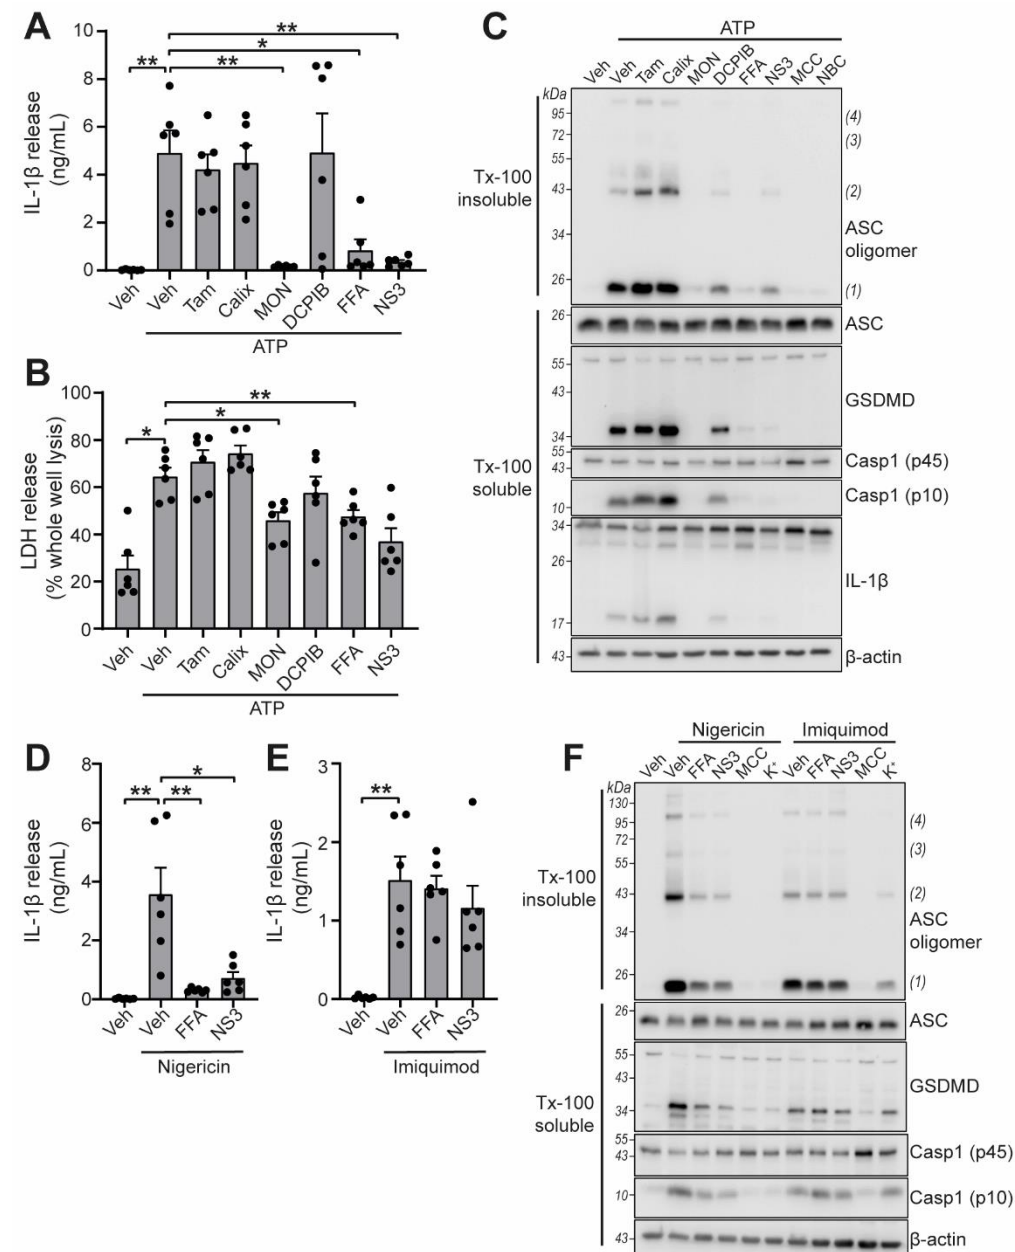 A
IL-1β release
(ng/mL)
10
8
6
4
2
0
**
*
**
**
Veh
Veh
Tam
Calix
MON
DCPIB
FFA
NS3
ATP
B
LDH release
(% whole well lysis)
100
80
60
40
20
0
**
*
*
Veh
Veh
Tam
Calix
MON
DCPIB
FFA
NS3
ATP
C
ATP
Veh
Veh
Tam
Calix
MON
DCPIB
FFA
NS3
MCC
NBC
kDa
Tx-100
insoluble
95
72
55
43
34
26
(4)
(3)
(2)
ASC
oligomer
(1)
Tx-100
soluble
26
ASC
55
43
34
GSDMD
55
43
Casp1 (p45)
10
Casp1 (p10)
34
26
17
IL-1β
43
β-actin
D
IL-1β release
(ng/mL)
8
6
4
2
0
*
** **
Veh
Veh
FFA
NS3
Nigericin
E
IL-1β release
(ng/mL)
3
2
1
0
**
Veh
Veh
FFA
NS3
Imiquimod
F
Nigericin Imiquimod
Veh
Veh
FFA
NS3
MCC
K⁺
Veh
FFA
NS3
MCC
K⁺
kDa
Tx-100
insoluble
130
95
72
55
43
34
26
(4)
(3)
(2)
ASC
oligomer
(1)
Tx-100
soluble
26
ASC
55
43
34
GSDMD
55
43
Casp1 (p45)
10
Casp1 (p10)
43
β-actin